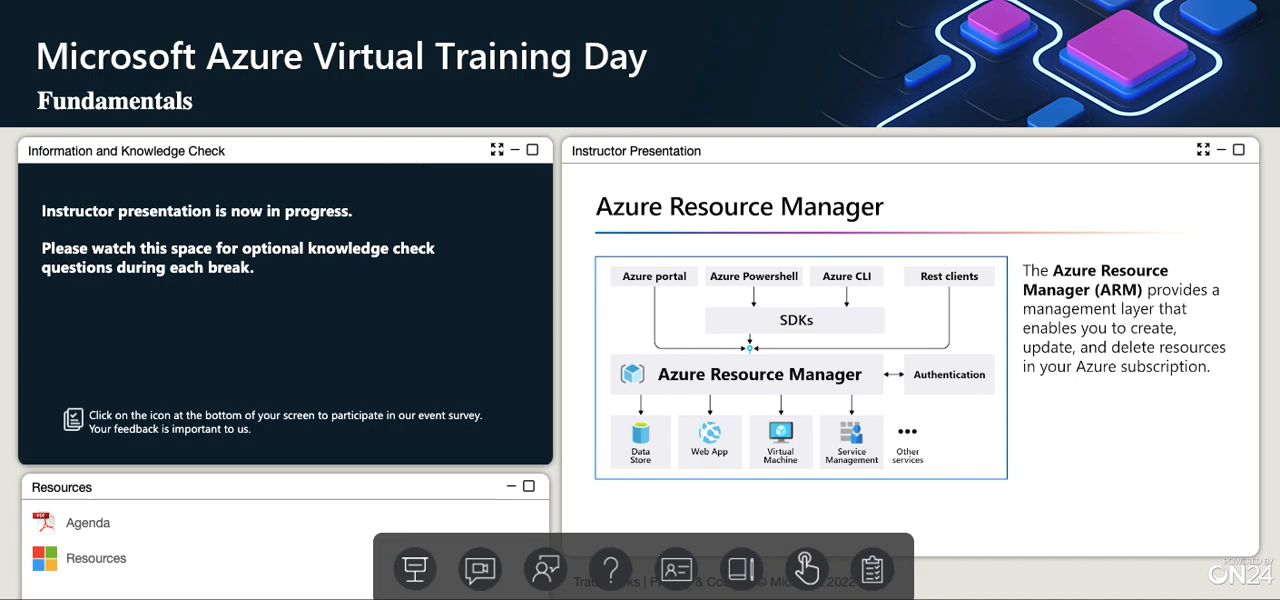 Microsoft Azure Virtual Training Day
Fundamentals
Information and Knowledge Check
Instructor presentation is now in progress.
Please watch this space for optional knowledge check
questions during each break.
Click on the icon at the bottom of your screen to participate in our event survey.
Your feedback is important to us.
Resources
PDF
Agenda
Resources
Instructor Presentation
Azure Resource Manager
Azure portal
Azure Powershell
Azure CLI
Rest clients
SDKs
Azure Resource Manager
Authentication
Data
Store
Web App
Virtual
Machine
Service
Management
Other
services
The Azure Resource
Manager (ARM) provides a
management layer that
enables you to create,
update, and delete resources
in your Azure subscription.
POWERED BY
ON24